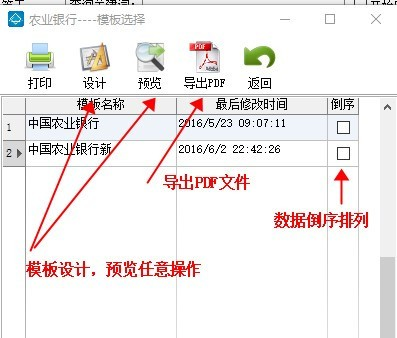 农业银行----模板选择
打印 设计 预览 导出PDF 返回
模板名称 最后修改时间 倒序
1 中国农业银行 2016/5/23 09:07:11
2 中国农业银行新 2016/6/2 22:42:26
导出PDF文件
数据倒序排列
模板设计，预览任意操作